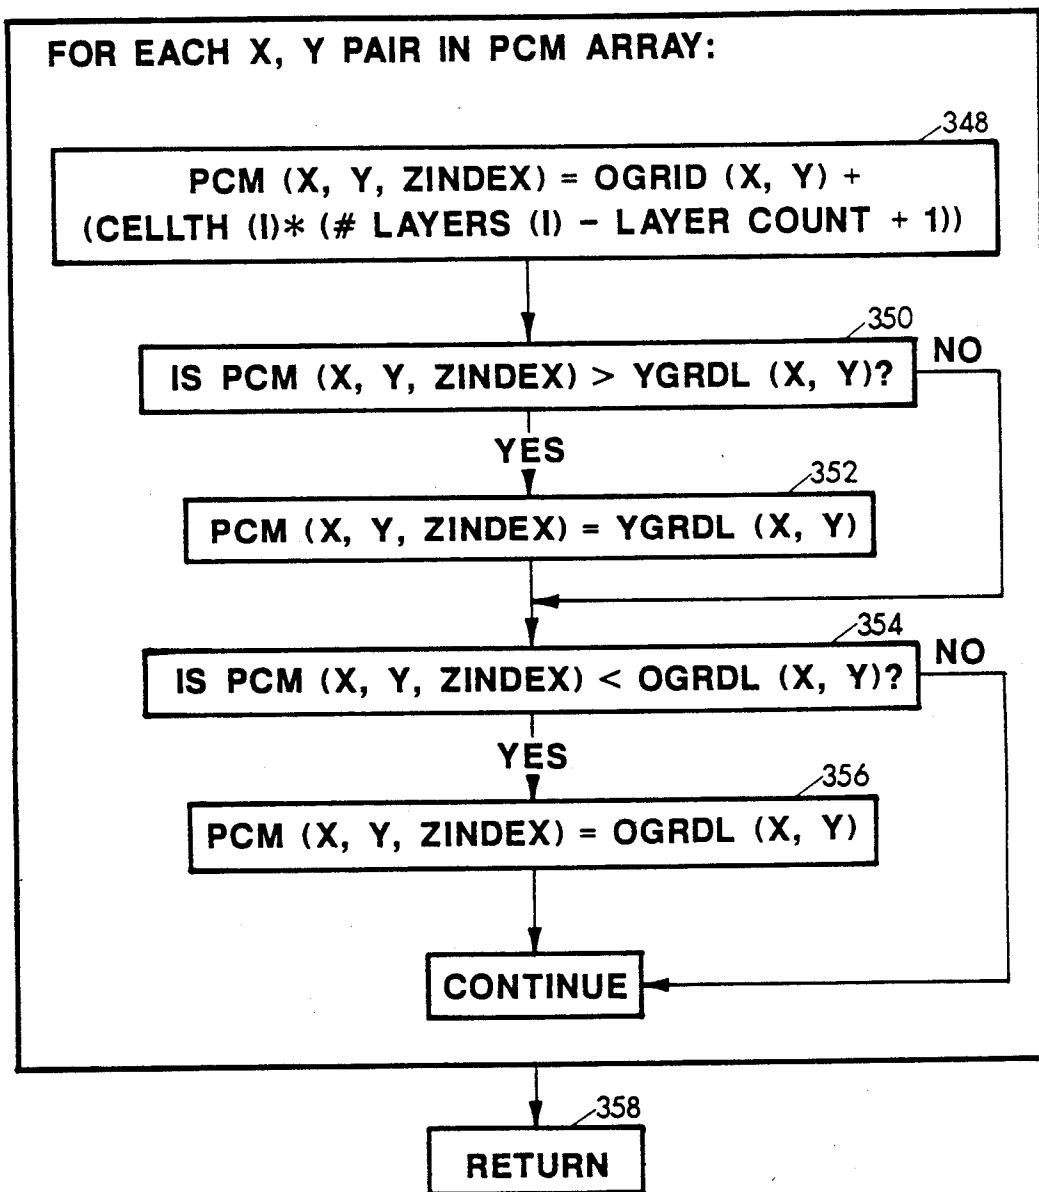 FOR EACH X, Y PAIR IN PCM ARRAY:
348
PCM (X, Y, ZINDEX) = OGRID (X, Y) +
(CELLTH (I)* (# LAYERS (I) – LAYER COUNT + 1))
350
IS PCM (X, Y, ZINDEX) > YGRDL (X, Y)?
NO
YES
352
PCM (X, Y, ZINDEX) = YGRDL (X, Y)
354
IS PCM (X, Y, ZINDEX) < OGRDL (X, Y)?
NO
YES
356
PCM (X, Y, ZINDEX) = OGRDL (X, Y)
CONTINUE
358
RETURN